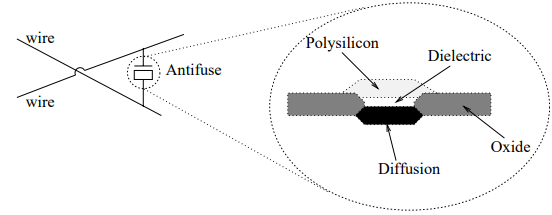 wire
Antifuse
wire
Polysilicon
Dielectric
Oxide
Diffusion